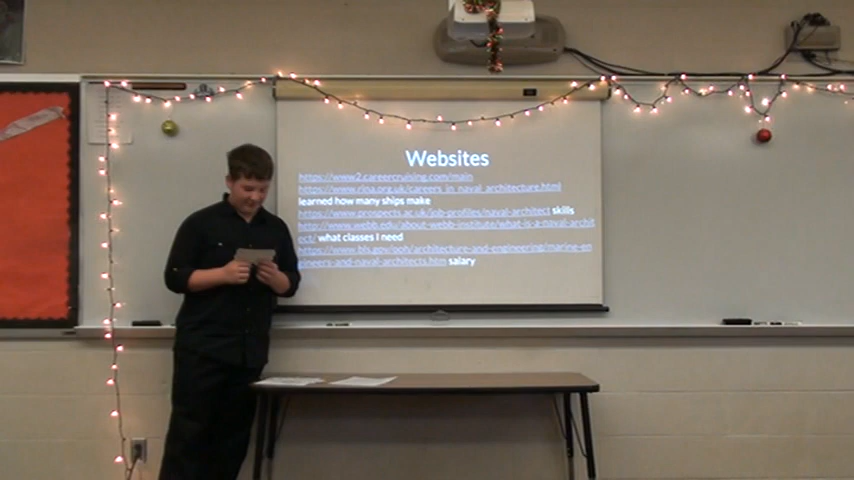 Websites
https://www2.careercruising.com/main
https://www.rina.org.uk/careers_in_naval_architecture.html
learned how many ships make
https://www.prospects.ac.uk/job-profiles/naval-architect skills
http://www.webb.edu/about-webb-institute/what-is-a-naval-archit
ect/ what classes I need
https://www.bls.gov/ooh/architecture-and-engineering/marine-en
gineers-and-naval-architects.htm salary